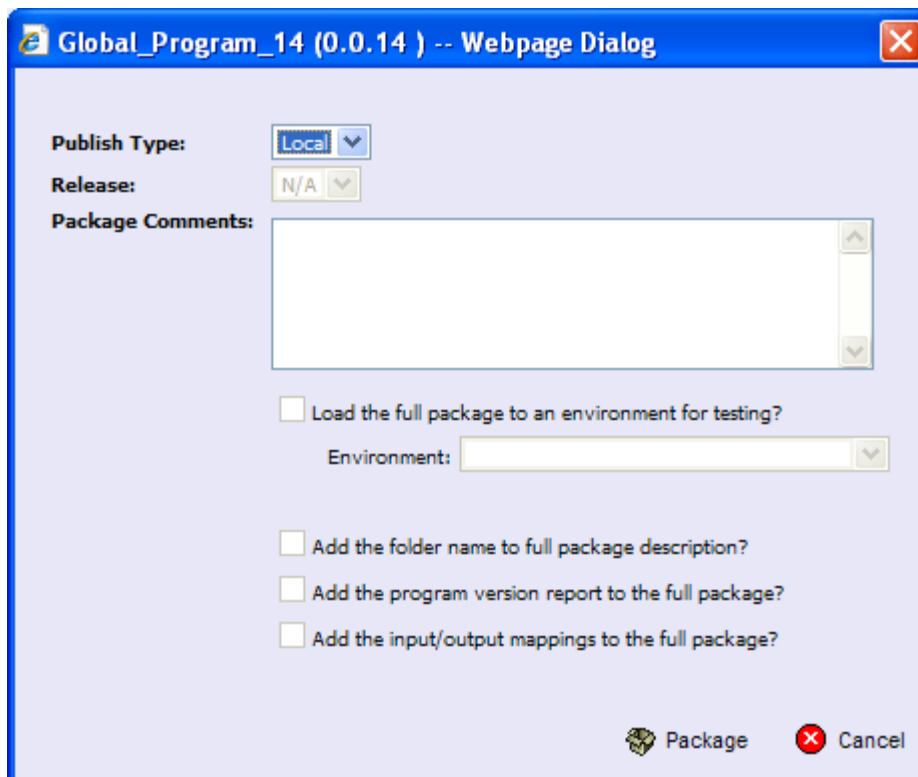 Global_Program_14 (0.0.14 ) -- Webpage Dialog
Publish Type: Local
Release: N/A
Package Comments:
Load the full package to an environment for testing?
Environment:
Add the folder name to full package description?
Add the program version report to the full package?
Add the input/output mappings to the full package?
Package Cancel